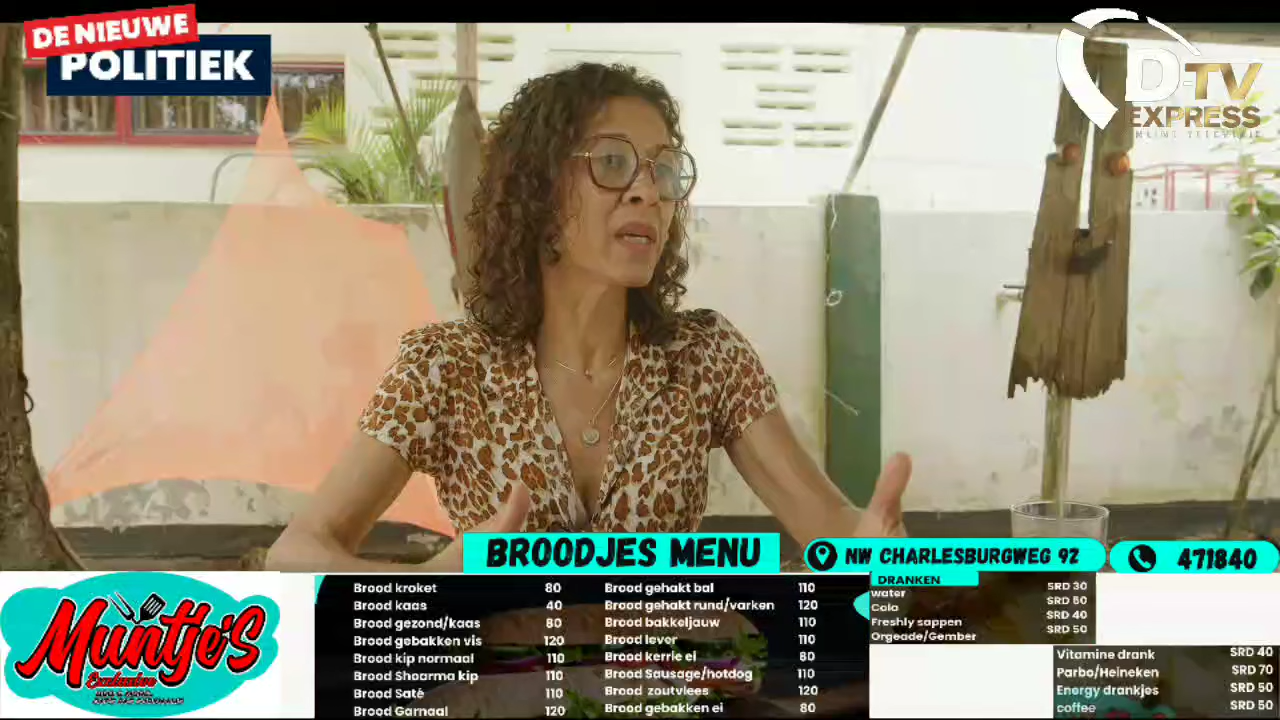 DE NIEUWE
POLITIEK
D-TV
EXPRESS
BROODJES MENU
NW CHARLESBURGWEG 92
471840
Muntje'S
Exclusive
Brood kroket 80
Brood kaas 40
Brood gezond/kaas 80
Brood gebakken vis 120
Brood kip normaal 110
Brood Shoarma kip 110
Brood Saté 110
Brood Garnaal 120
Brood gehakt bal 110
Brood gehakt rund/varken 120
Brood bakkeljauw 110
Brood lever 110
Brood kerrie ei 80
Brood Sausage/hotdog 110
Brood zoutvlees 120
Brood gebakken ei 80
DRANKEN
water SRD 30
Cola SRD 50
Freshly sappen SRD 40
Orgeade/Gember SRD 50
Vitamine drank SRD 40
Parbo/Heineken SRD 70
Energy drankjes SRD 50
coffee SRD 50